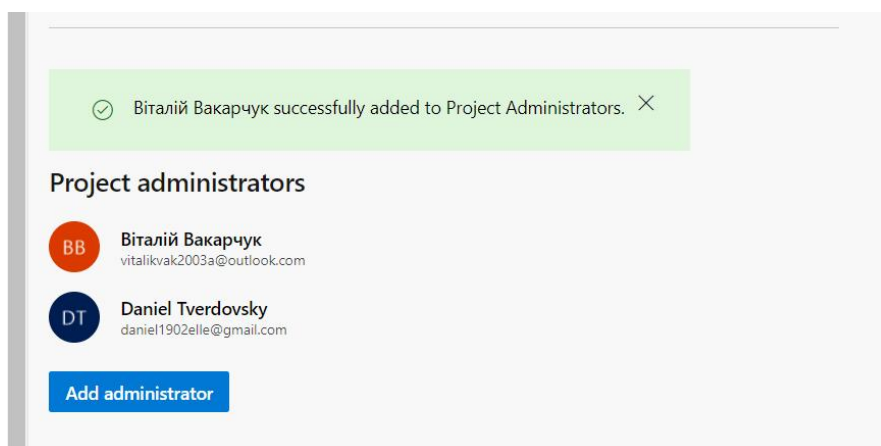 Віталій Вакарчук successfully added to Project Administrators.
Project administrators
ВВ
Віталій Вакарчук
vitalikvak2003a@outlook.com
DT
Daniel Tverdovsky
daniel1902elle@gmail.com
Add administrator